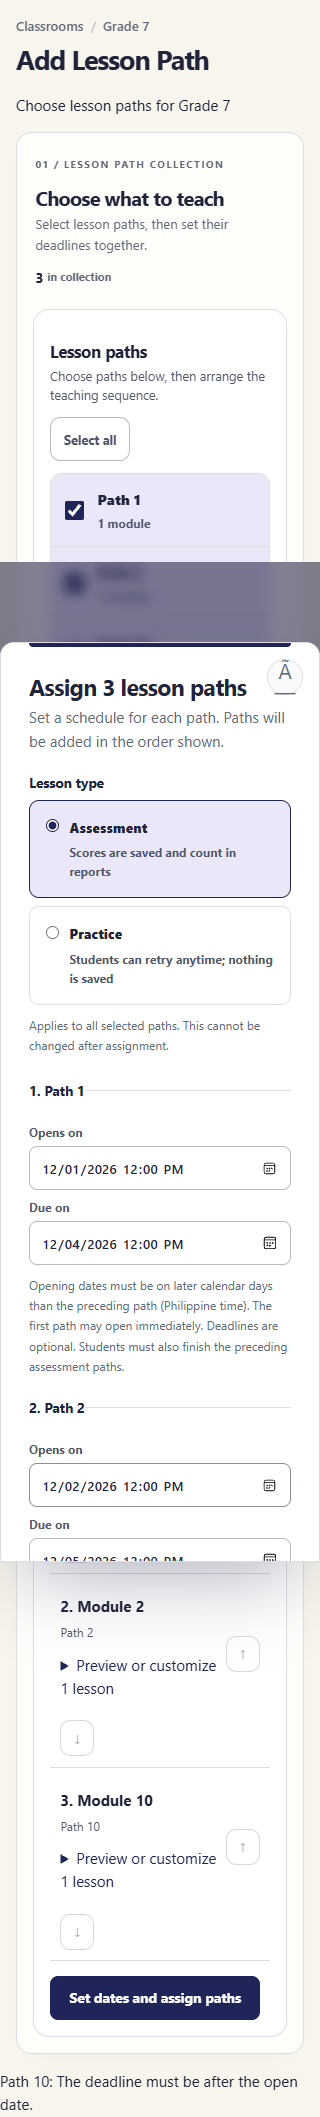 Classrooms / Grade 7
Add Lesson Path
Choose lesson paths for Grade 7
01 / LESSON PATH COLLECTION
Choose what to teach
Select lesson paths, then set their
deadlines together.
3 in collection
Lesson paths
Choose paths below, then arrange the
teaching sequence.
Select all
Path 1
1 module
Assign 3 lesson paths
Ã
Set a schedule for each path. Paths will
be added in the order shown.
Lesson type
Assessment
Scores are saved and count in
reports
Practice
Students can retry anytime; nothing
is saved
Applies to all selected paths. This cannot be
changed after assignment.
1. Path 1
Opens on
12/01/2026 12:00 PM
Due on
12/04/2026 12:00 PM
Opening dates must be on later calendar days
than the preceding path (Philippine time). The
first path may open immediately. Deadlines are
optional. Students must also finish the preceding
assessment paths.
2. Path 2
Opens on
12/02/2026 12:00 PM
Due on
12/05/2026 12:00 PM
2. Module 2
Path 2
▶ Preview or customize
1 lesson
↑
↓
3. Module 10
Path 10
▶ Preview or customize
1 lesson
↑
↓
Set dates and assign paths
Path 10: The deadline must be after the open
date.